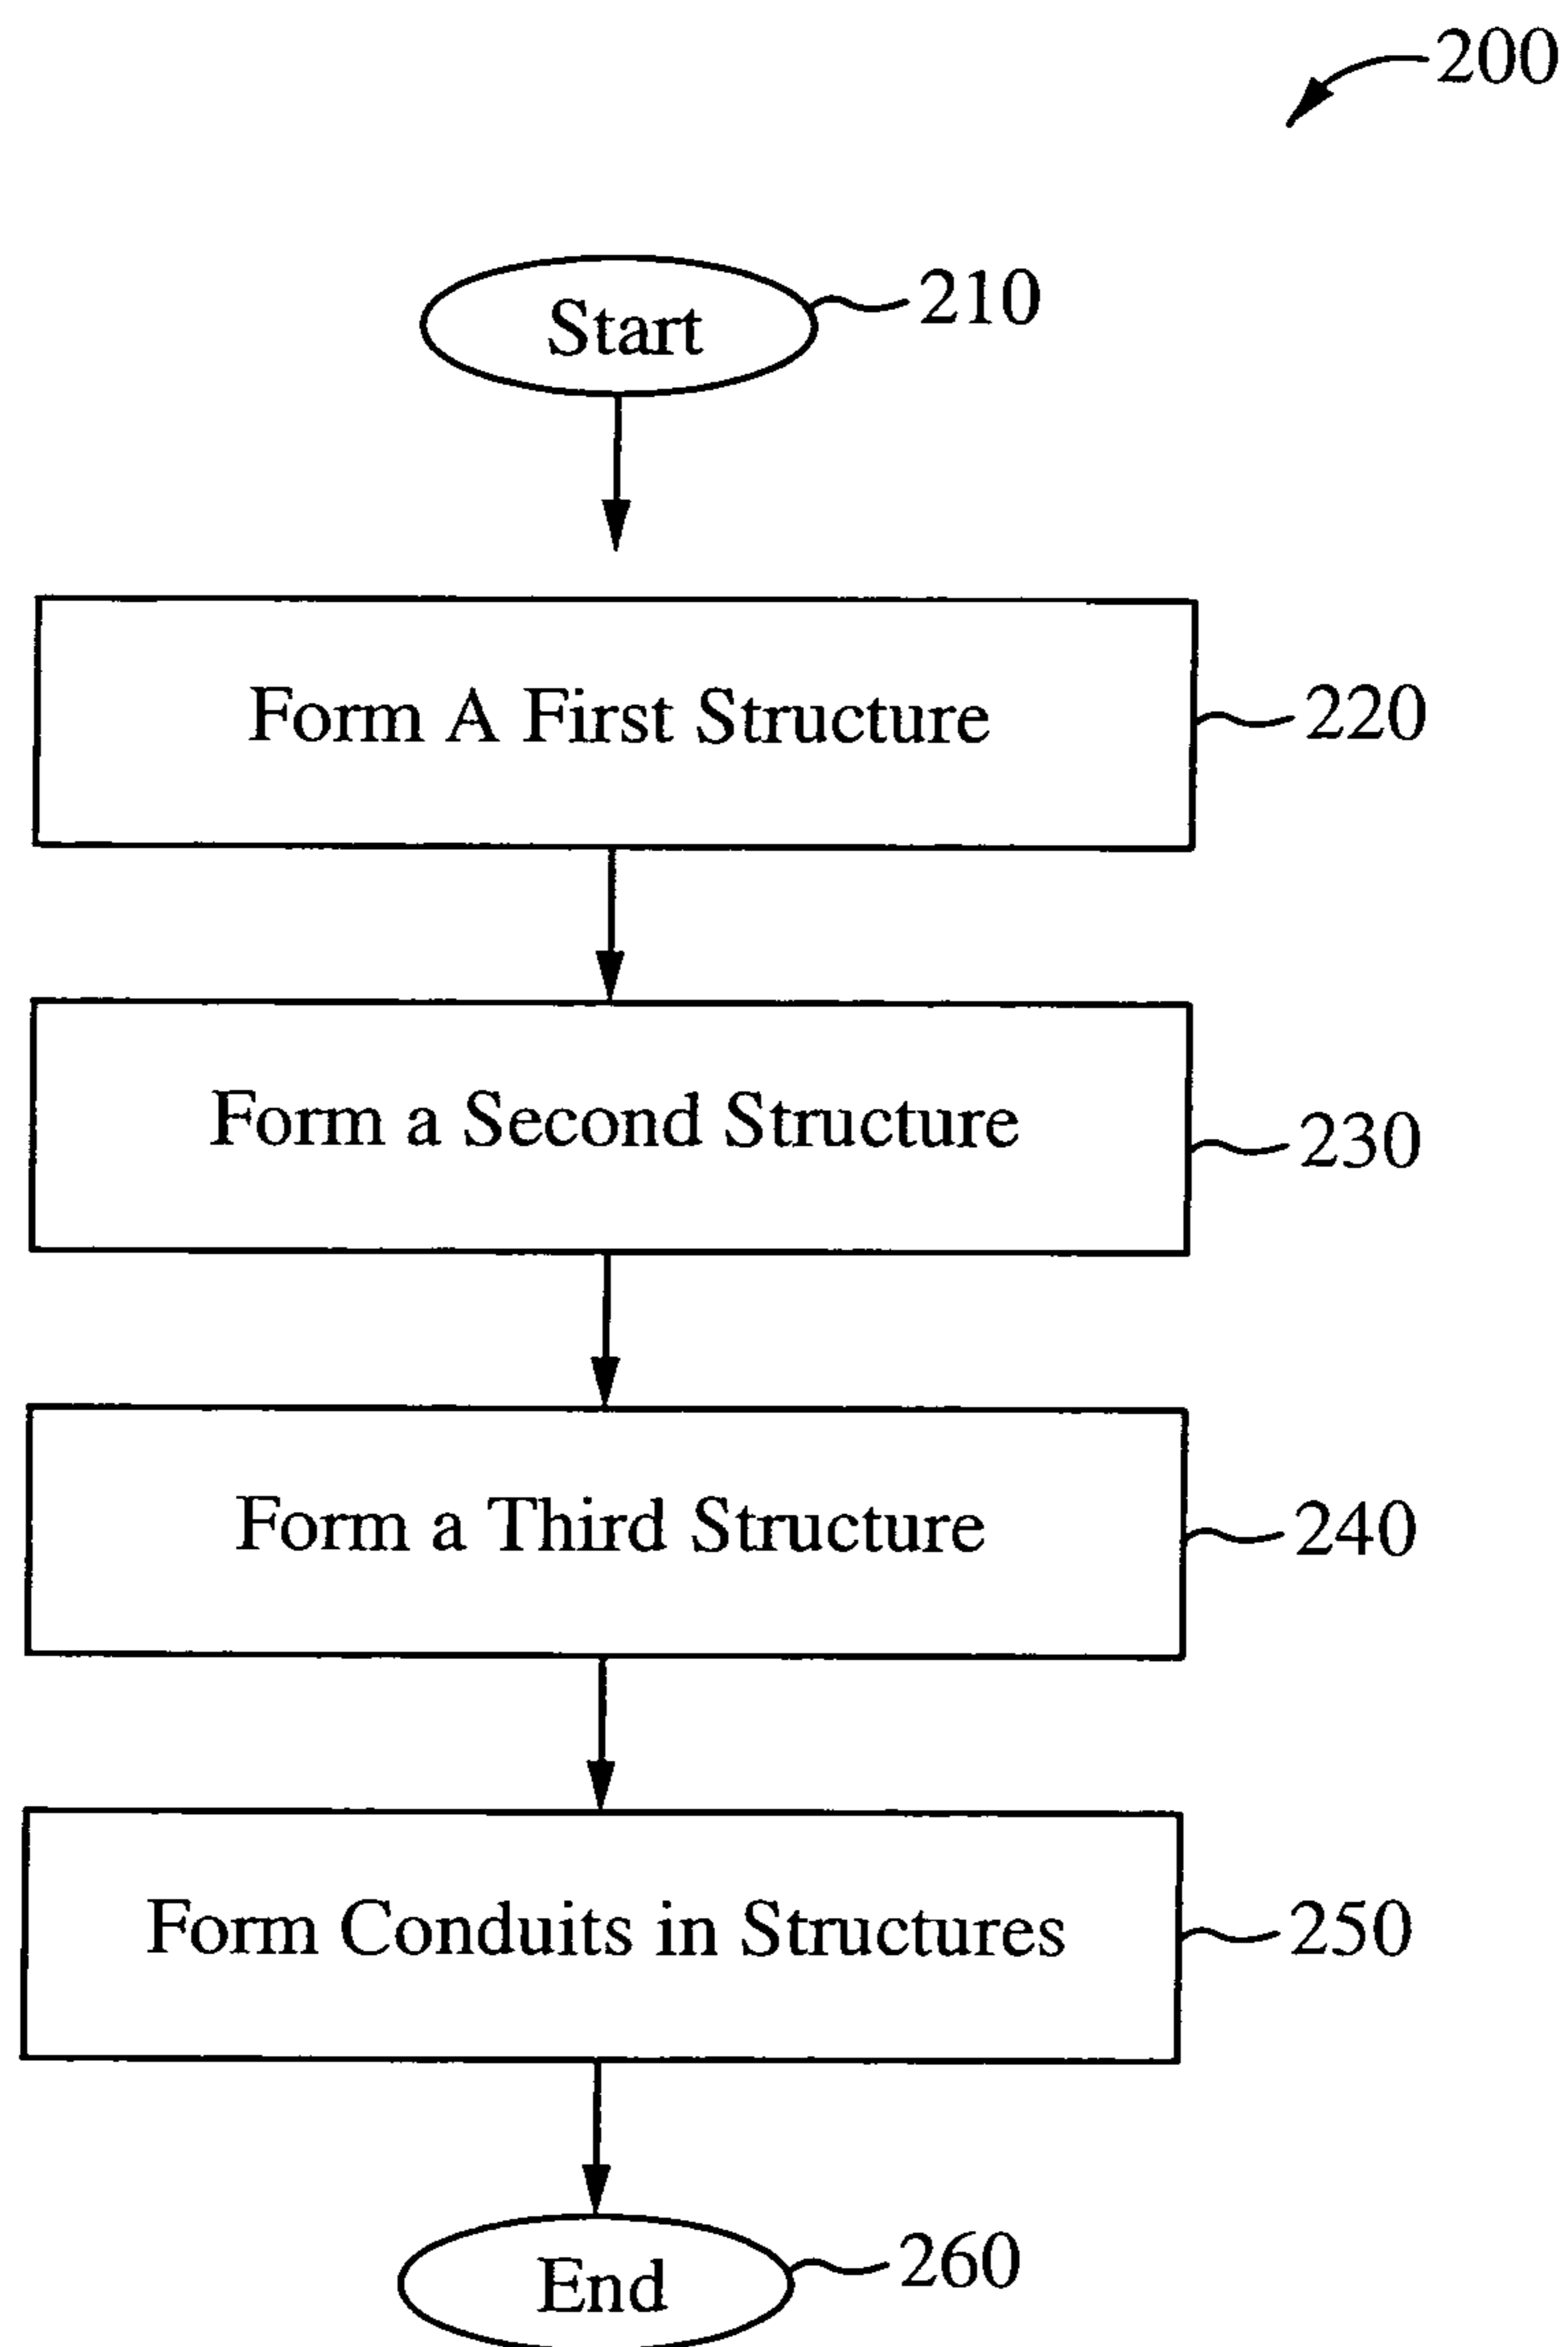 200
Start
210
Form A First Structure
220
Form a Second Structure
230
Form a Third Structure
240
Form Conduits in Structures
250
End
260